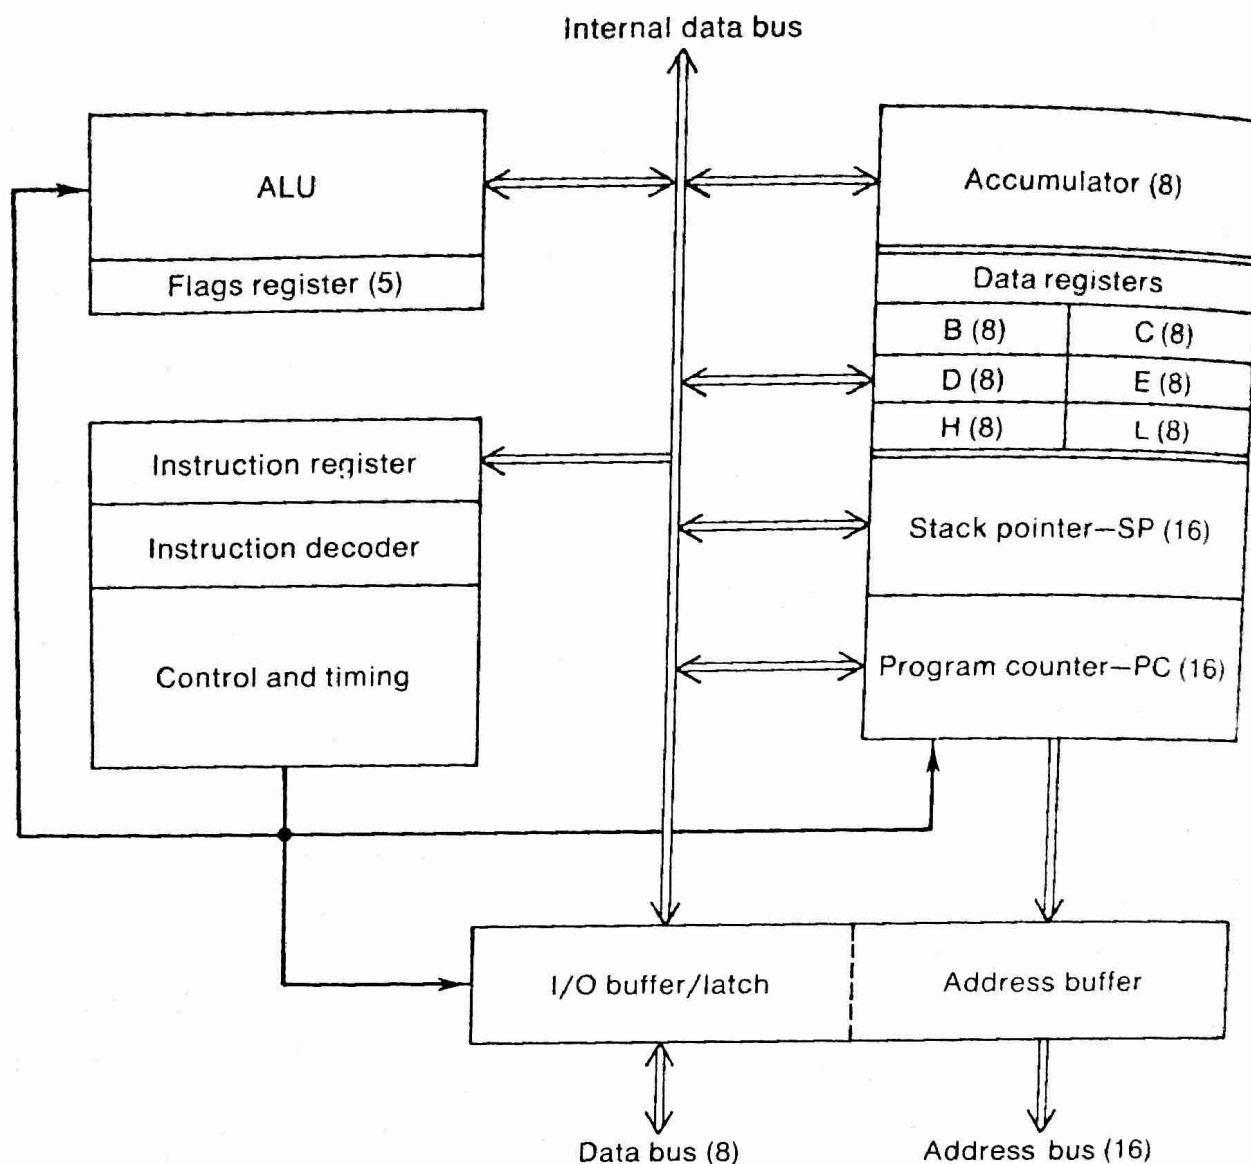 Internal data bus
ALU
Flags register (5)
Instruction register
Instruction decoder
Control and timing
Accumulator (8)
Data registers
B (8) C (8)
D (8) E (8)
H (8) L (8)
Stack pointer—SP (16)
Program counter—PC (16)
I/O buffer/latch
Address buffer
Data bus (8)
Address bus (16)